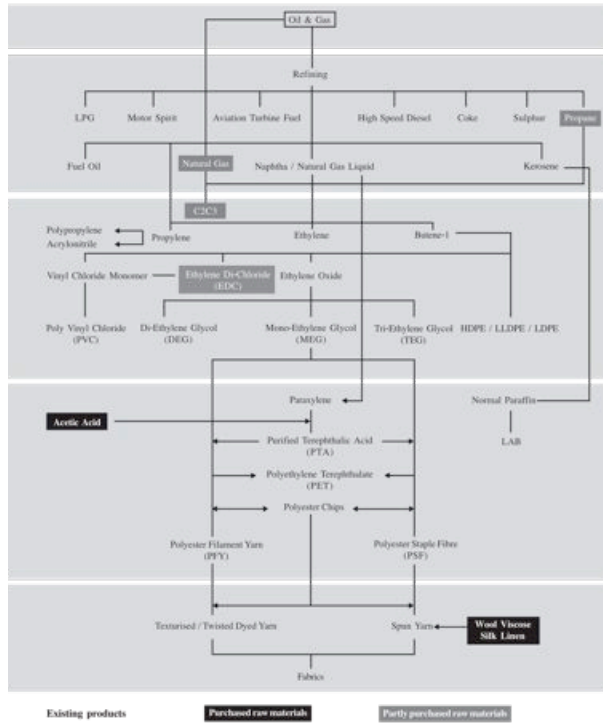 Oil & Gas
Refining
LPG
Motor Spirit
Aviation Turbine Fuel
High Speed Diesel
Coke
Sulphur
Propane
Fuel Oil
Natural Gas
Naphtha / Natural Gas Liquid
Kerosene
C2C3
Polypropylene
Acrylonitrile
Propylene
Ethylene
Butene-1
Vinyl Chloride Monomer
Ethylene Di-Chloride
(EDC)
Ethylene Oxide
Poly Vinyl Chloride
(PVC)
Di-Ethylene Glycol
(DEG)
Mono-Ethylene Glycol
(MEG)
Tri-Ethylene Glycol
(TEG)
HDPE / LLDPE / LDPE
Paraxylene
Normal Paraffin
Acetic Acid
Purified Terephthalic Acid
(PTA)
LAB
Polyethylene Terephthalate
(PET)
Polyester Chips
Polyester Filament Yarn
(PFY)
Polyester Staple Fibre
(PSF)
Texturised / Twisted Dyed Yarn
Spun Yarn
Wool Viscose
Silk Linen
Fabrics
Existing products
Purchased raw materials
Partly purchased raw materials